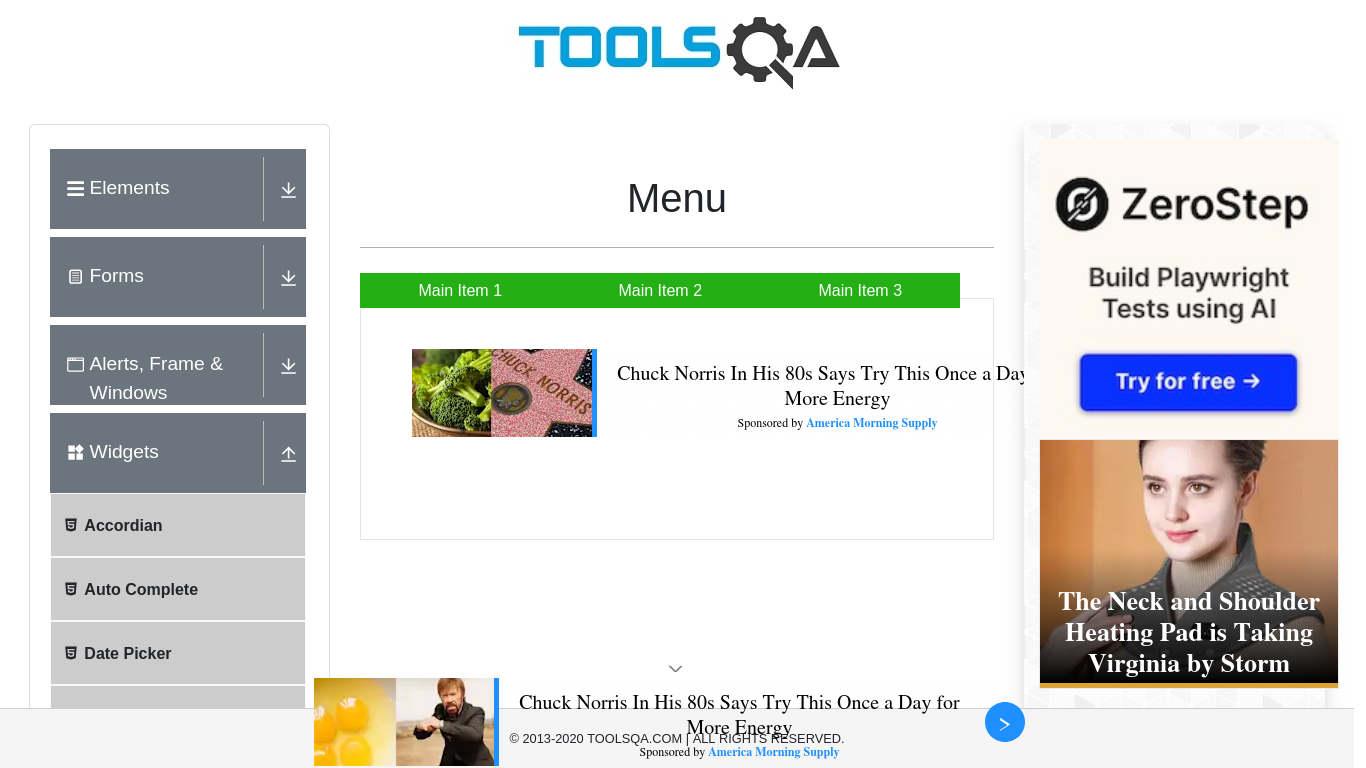 TOOLSQA
Elements
Forms
Alerts, Frame &
Windows
Widgets
Accordian
Auto Complete
Date Picker
Menu
Main Item 1 Main Item 2 Main Item 3
CHUCK NORRIS
Chuck Norris In His 80s Says Try This Once a Day
More Energy
Sponsored by America Morning Supply
ZeroStep
Build Playwright
Tests using AI
Try for free →
The Neck and Shoulder
Heating Pad is Taking
Virginia by Storm
Chuck Norris In His 80s Says Try This Once a Day for
More Energy
© 2013-2020 TOOLSQA.COM | ALL RIGHTS RESERVED.
Sponsored by America Morning Supply